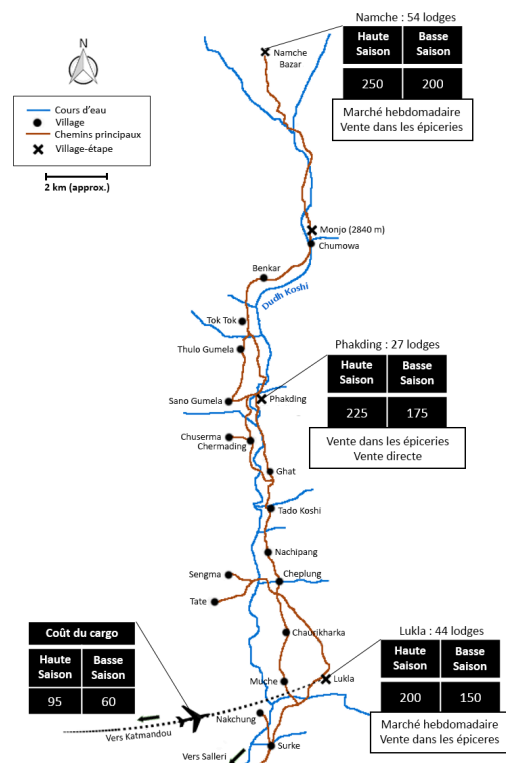 Namche : 54 lodges
Haute Saison
Basse Saison
250
200
Marché hebdomadaire
Vente dans les épiceries
N
Cours d'eau
Village
Chemins principaux
Village-étape
2 km (approx.)
Namche Bazar
Monjo (2840 m)
Chumowa
Benkar
Dudh Koshi
Tok Tok
Thulo Gumela
Phakding : 27 lodges
Haute Saison
Basse Saison
225
175
Vente dans les épiceries
Vente directe
Sano Gumela
Phakding
Chuserma
Chermading
Ghat
Tado Koshi
Nachipang
Sengma
Cheplung
Tate
Chaurikharka
Lukla : 44 lodges
Haute Saison
Basse Saison
200
150
Marché hebdomadaire
Vente dans les épiceres
Coût du cargo
Haute Saison
Basse Saison
95
60
Muche
Lukla
Nakchung
Vers Katmandou
Surke
Vers Salleri